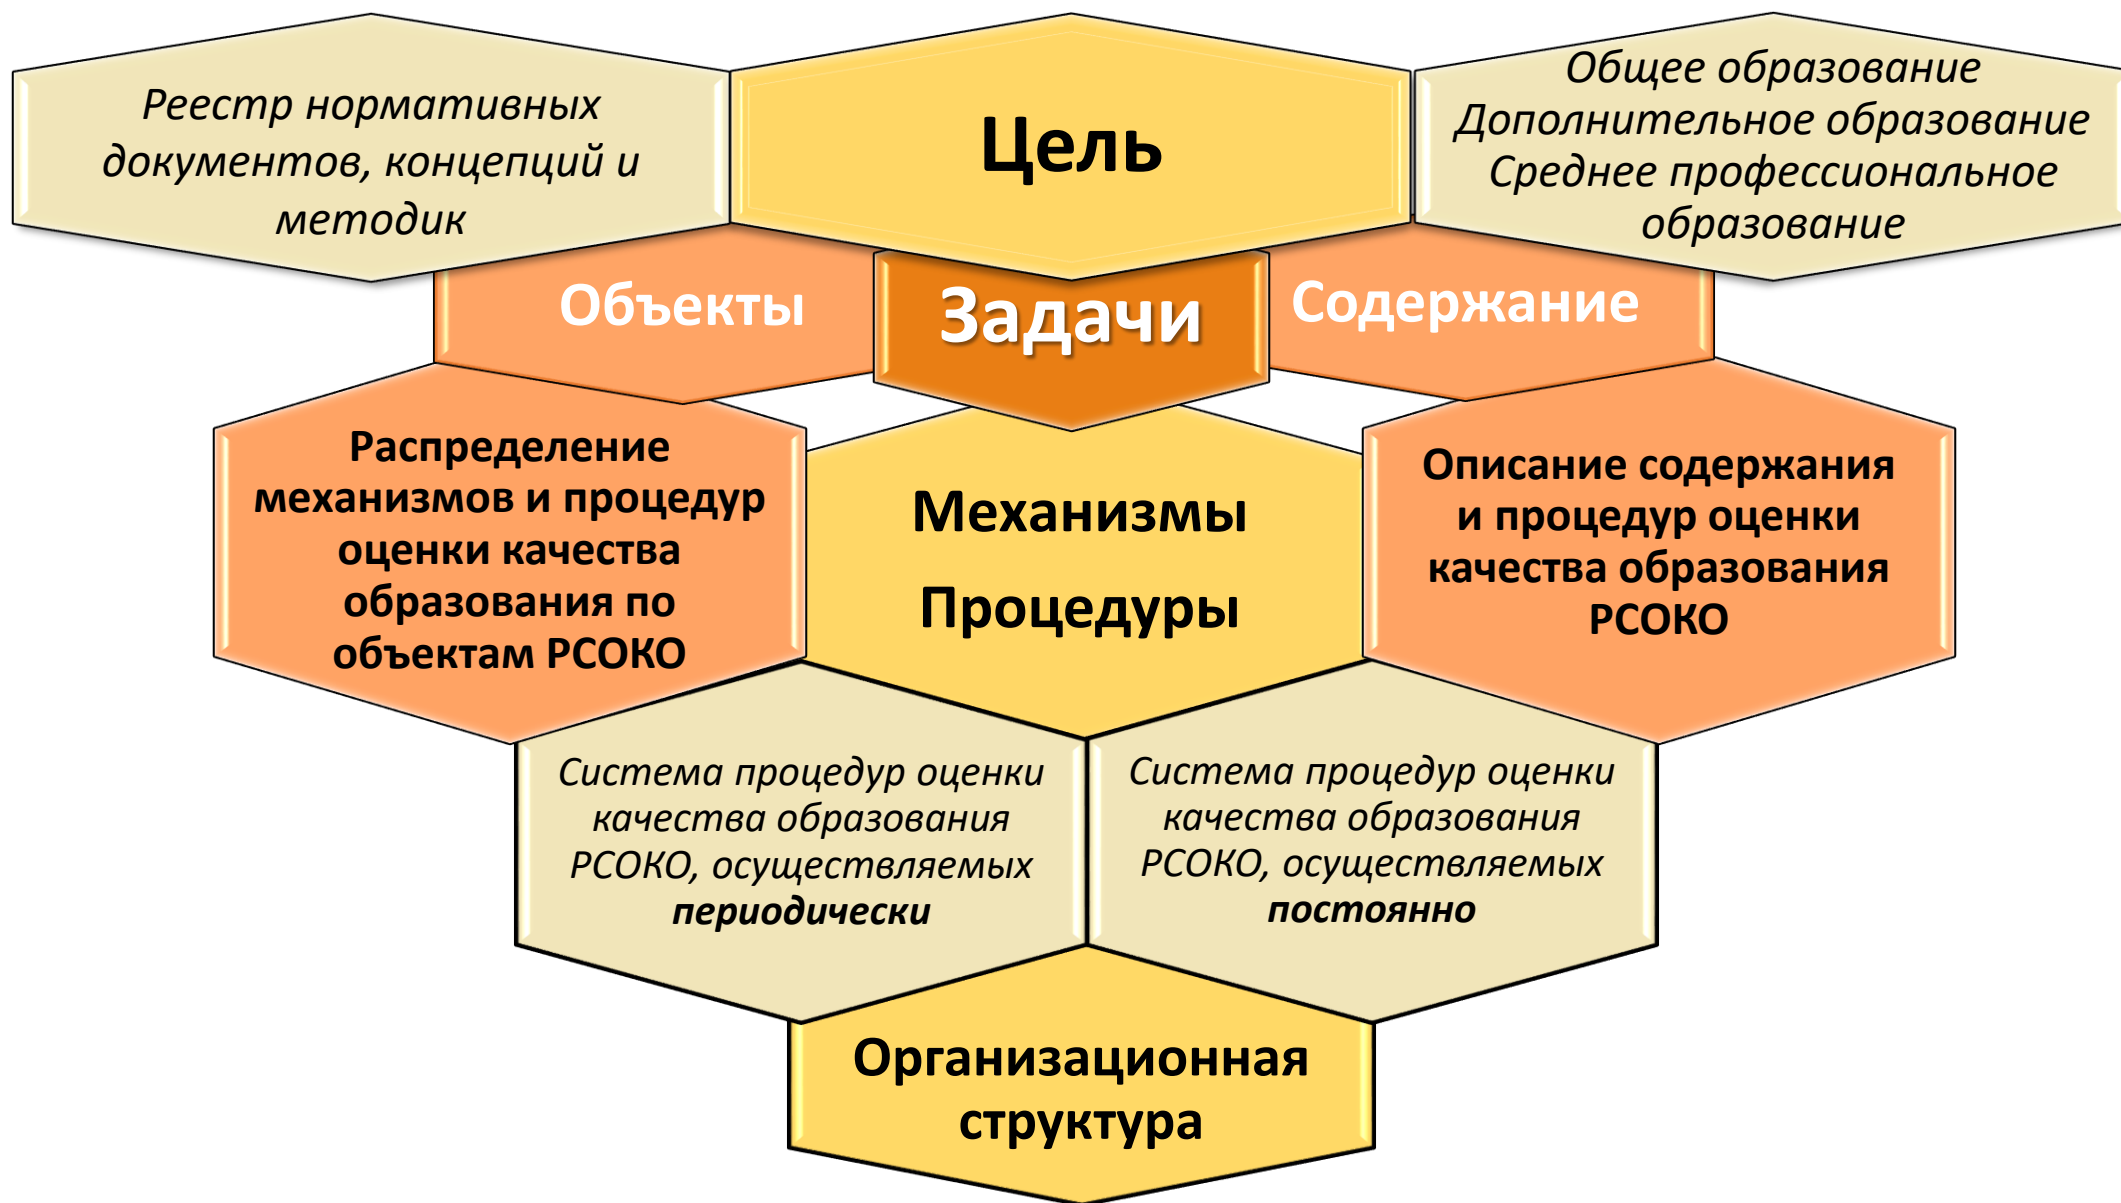 Реестр нормативных
документов, концепций и
методик
Цель
Общее образование
Дополнительное образование
Среднее профессиональное
образование
Объекты
Задачи
Содержание
Распределение
механизмов и процедур
оценки качества
образования по
объектам РСОКО
Механизмы
Процедуры
Описание содержания
и процедур оценки
качества образования
РСОКО
Система процедур оценки
качества образования
РСОКО, осуществляемых
периодически
Система процедур оценки
качества образования
РСОКО, осуществляемых
постоянно
Организационная
структура